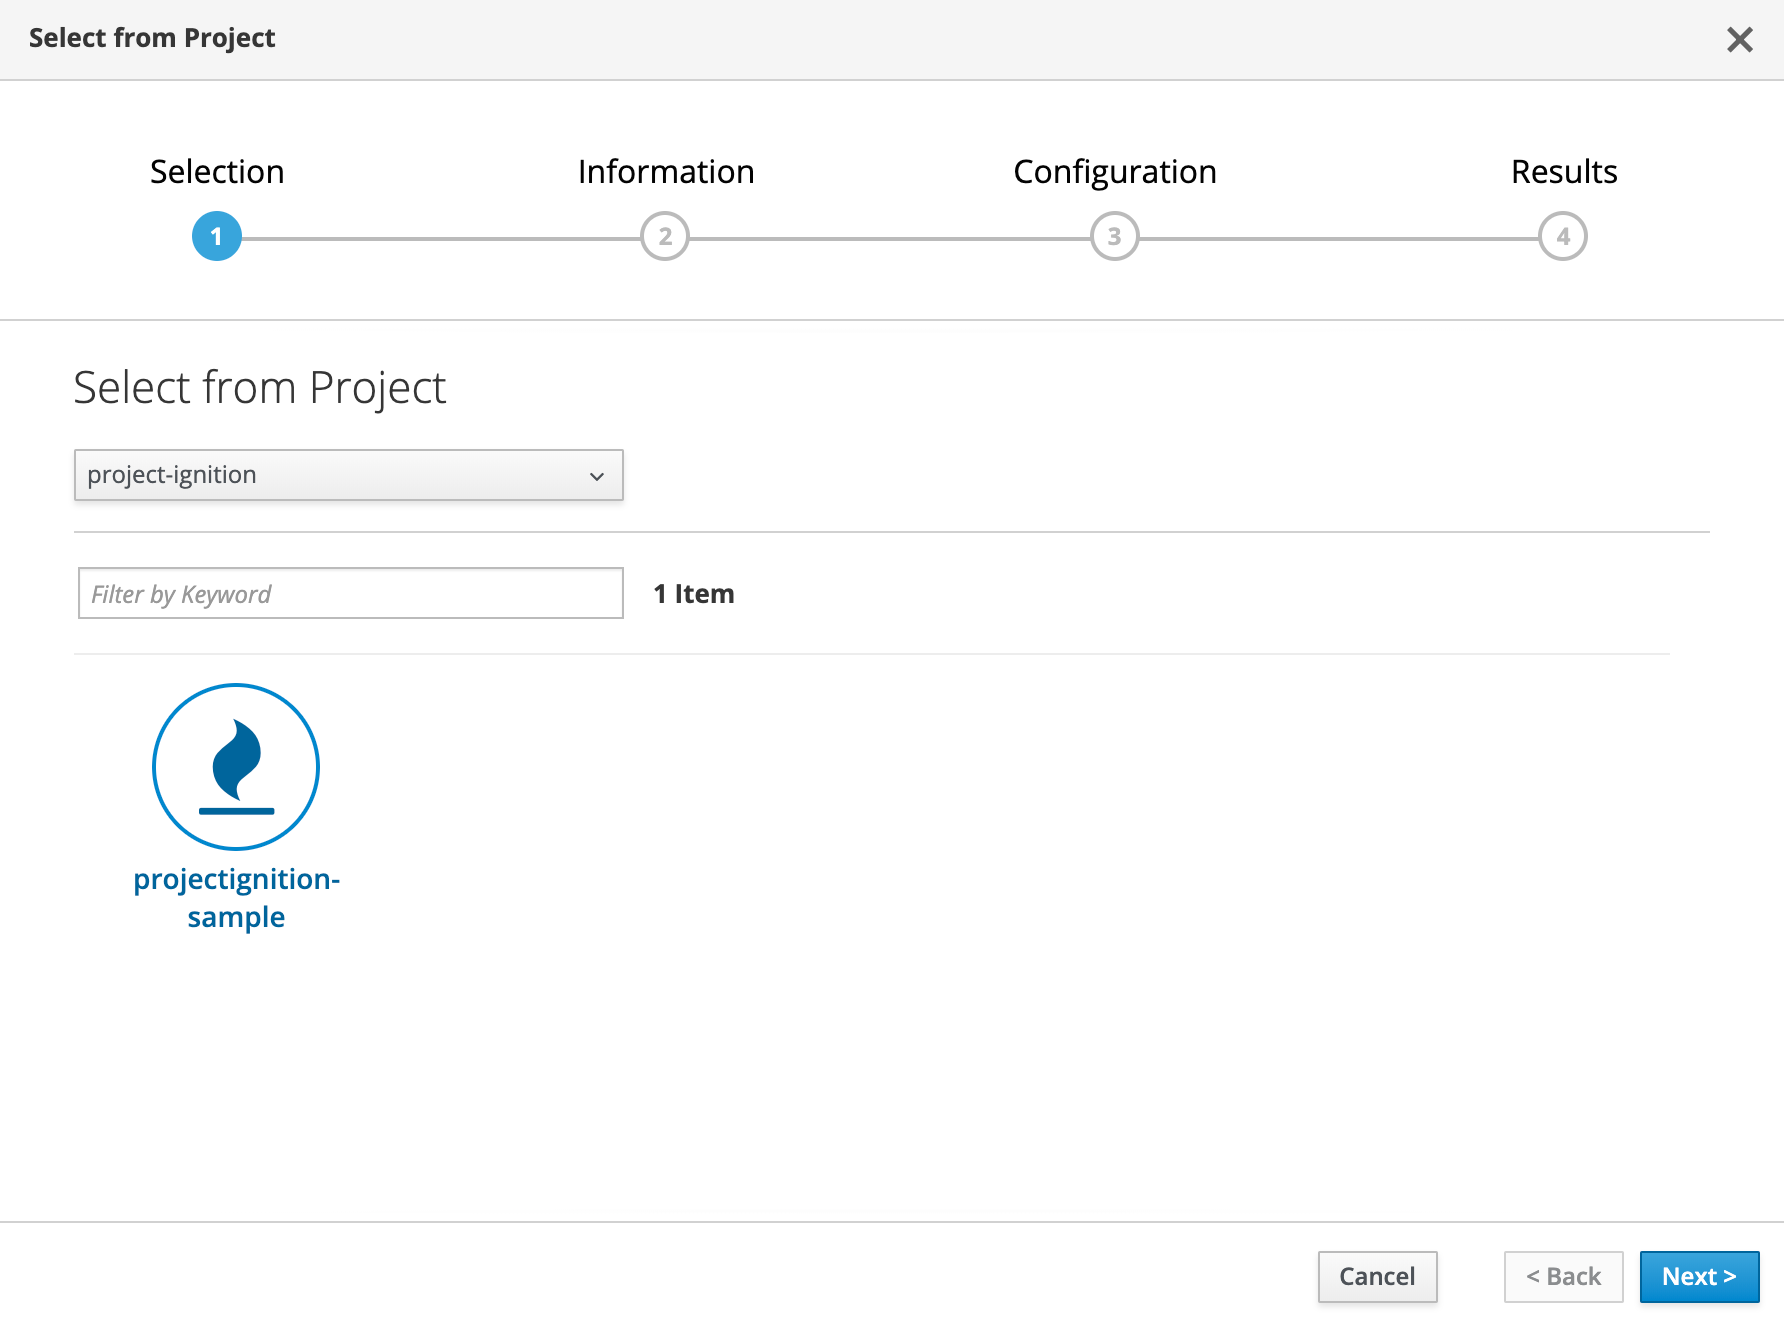 Select from Project
Selection Information Configuration Results
1 2 3 4
Select from Project
project-ignition
Filter by Keyword 1 Item
projectignition-
sample
Cancel < Back Next >